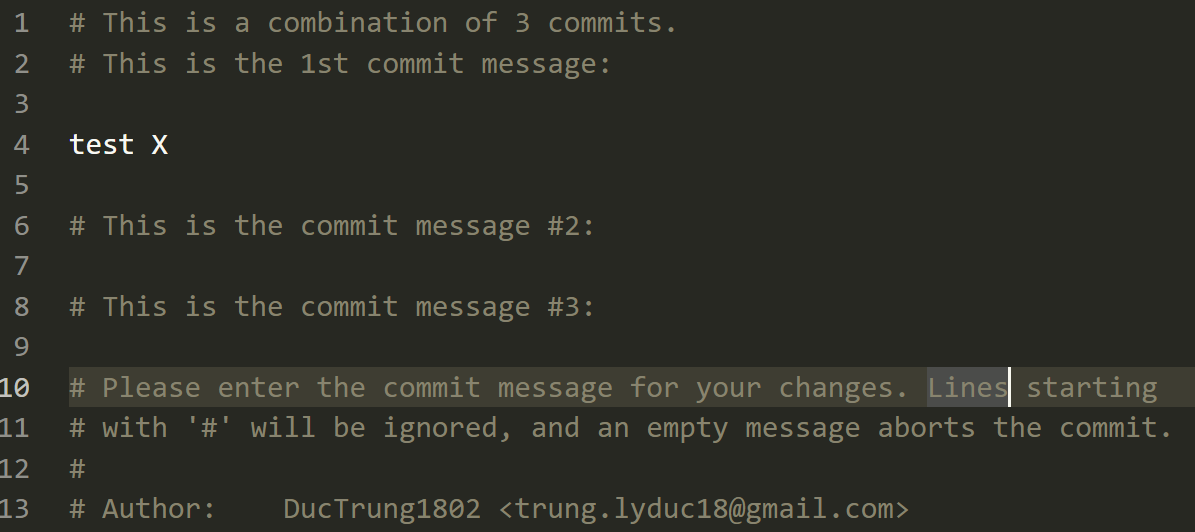 1 # This is a combination of 3 commits.
2 # This is the 1st commit message:
3
4 test X
5
6 # This is the commit message #2:
7
8 # This is the commit message #3:
9
10 # Please enter the commit message for your changes. Lines starting
11 # with '#' will be ignored, and an empty message aborts the commit.
12 #
13 # Author:    DucTrung1802 <trung.lyduc18@gmail.com>